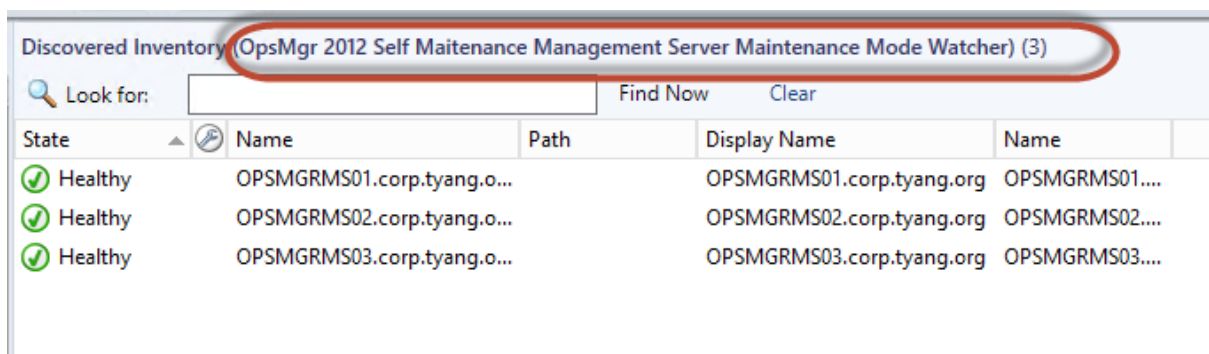 Discovered Inventory (OpsMgr 2012 Self Maitenance Management Server Maintenance Mode Watcher) (3)
Look for: Find Now Clear
State Name Path Display Name Name
Healthy OPSMGRMS01.corp.tyang.o... OPSMGRMS01.corp.tyang.org OPSMGRMS01....
Healthy OPSMGRMS02.corp.tyang.o... OPSMGRMS02.corp.tyang.org OPSMGRMS02....
Healthy OPSMGRMS03.corp.tyang.o... OPSMGRMS03.corp.tyang.org OPSMGRMS03....